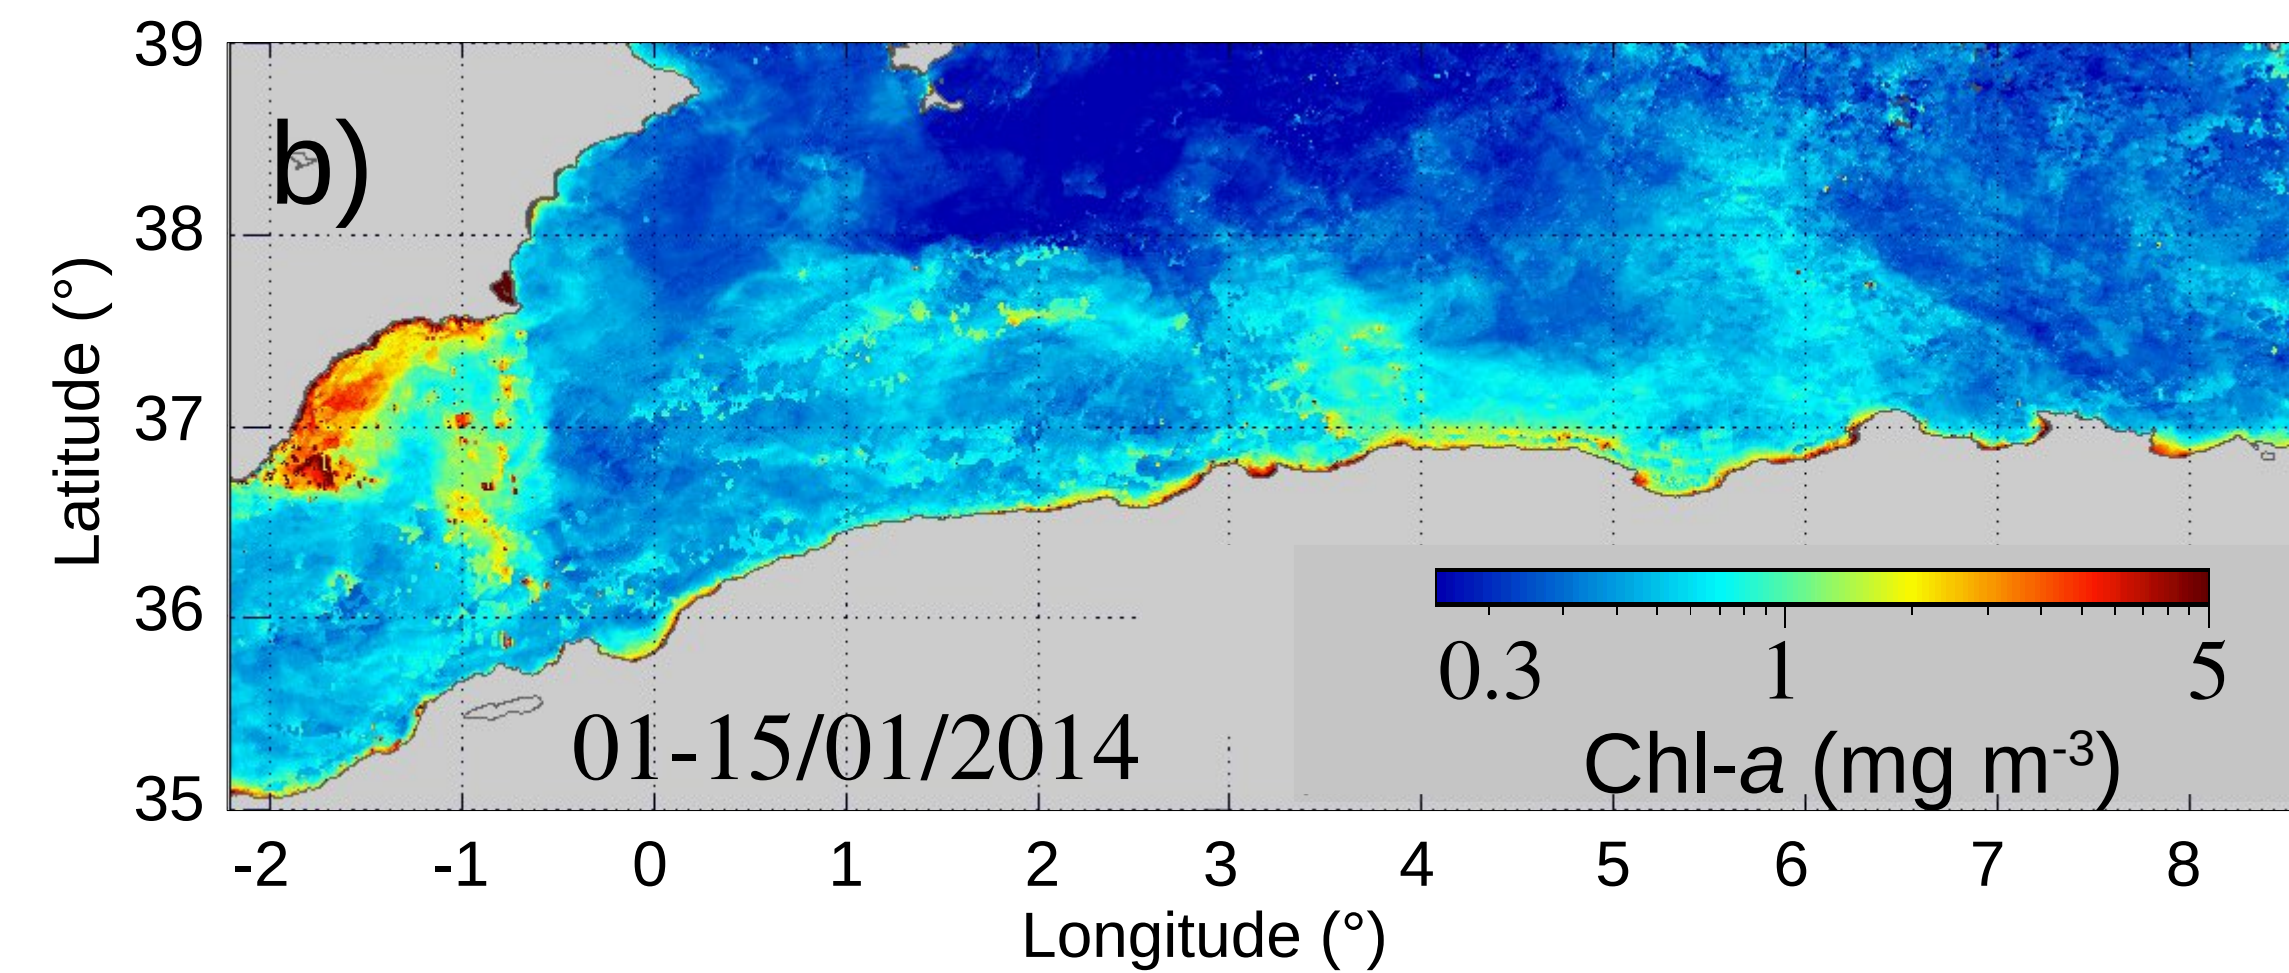 39
b)
38
37
36
35
Latitude (°)
01-15/01/2014
0.3 1 5
Chl-a (mg m-3)
-2 -1 0 1 2 3 4 5 6 7 8
Longitude (°)